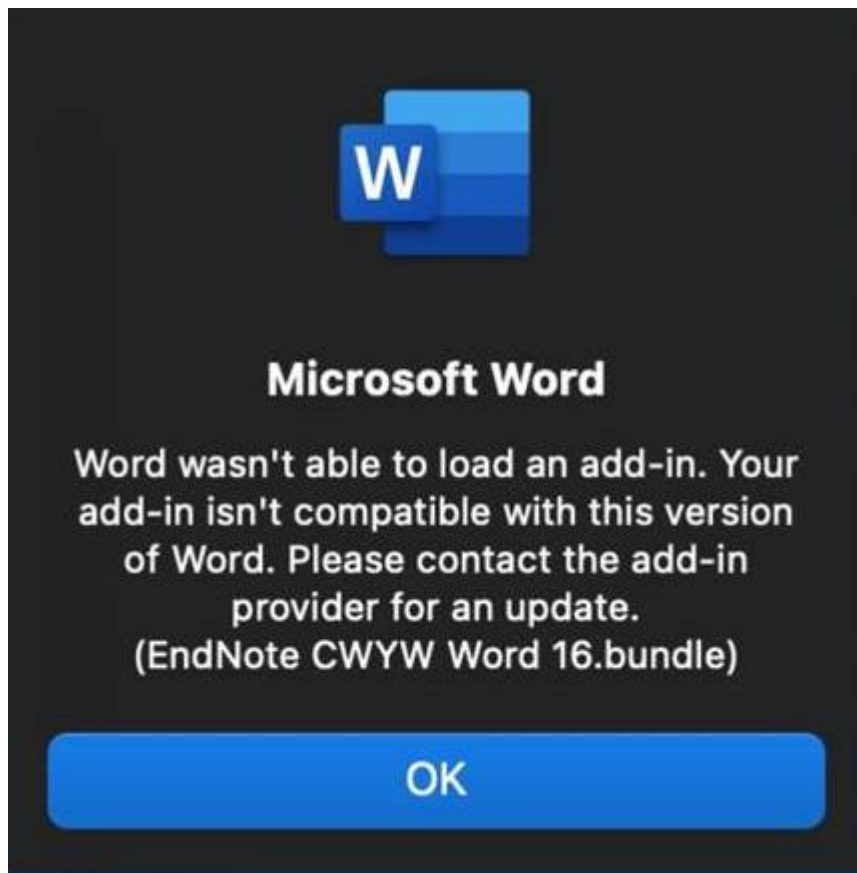 W
Microsoft Word
Word wasn't able to load an add-in. Your
add-in isn't compatible with this version
of Word. Please contact the add-in
provider for an update.
(EndNote CWYW Word 16.bundle)
OK